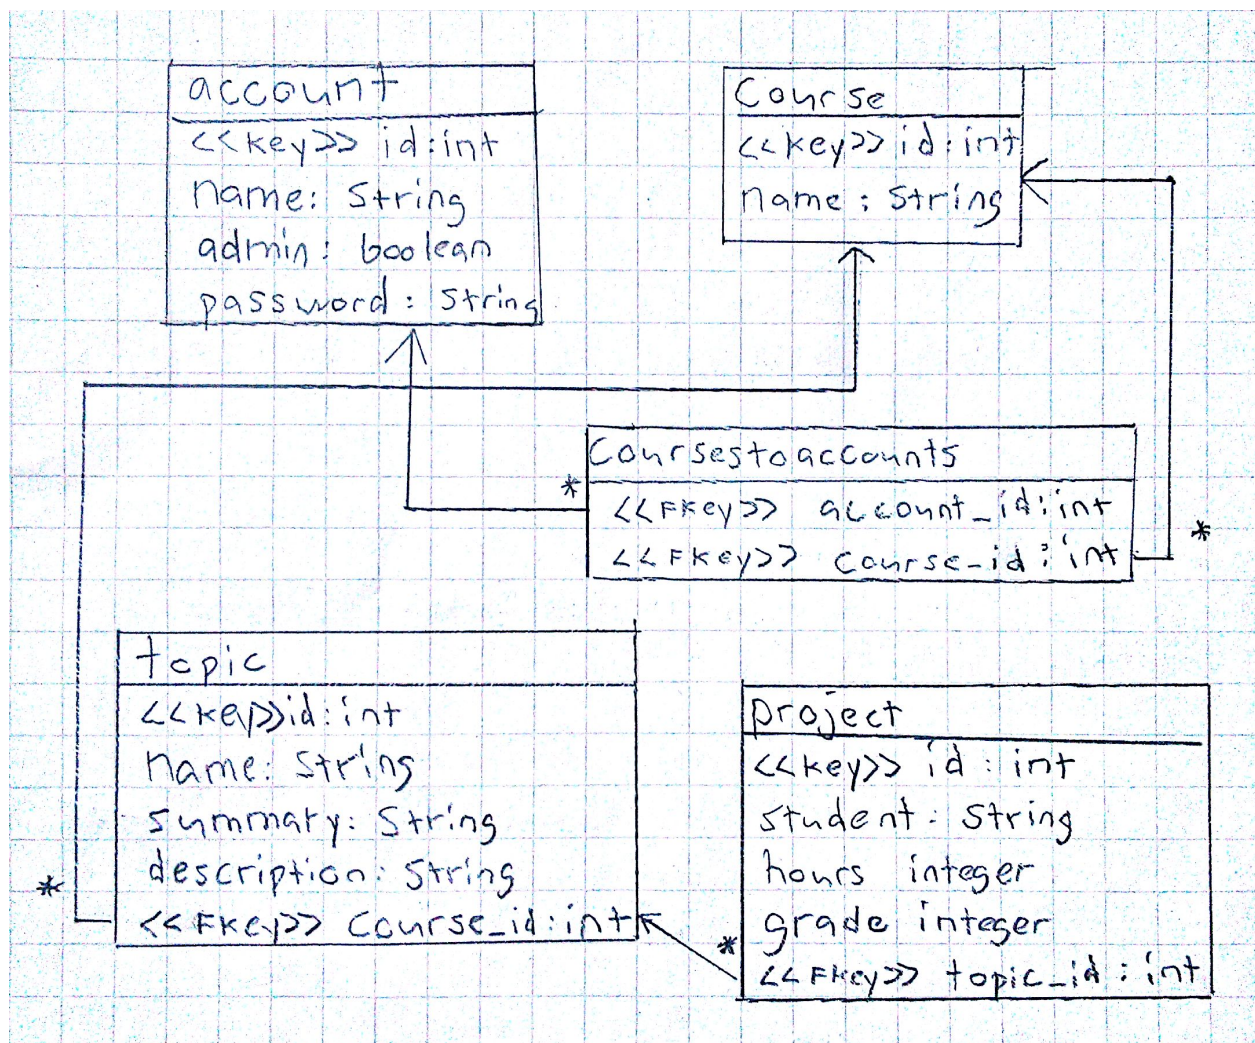 account
<<key>> id:int
name: String
admin: boolean
password: String
Course
<<key>> id:int
name: String
Coursestoaccounts
*
<<Fkey>> account_id:int
<<Fkey>> course_id:int
*
topic
<<key>>id:int
name: String
summary: String
description: String
*
<<Fkey>> course_id:int
project
<<key>> id:int
student: String
hours integer
grade integer
*
<<Fkey>> topic_id:int